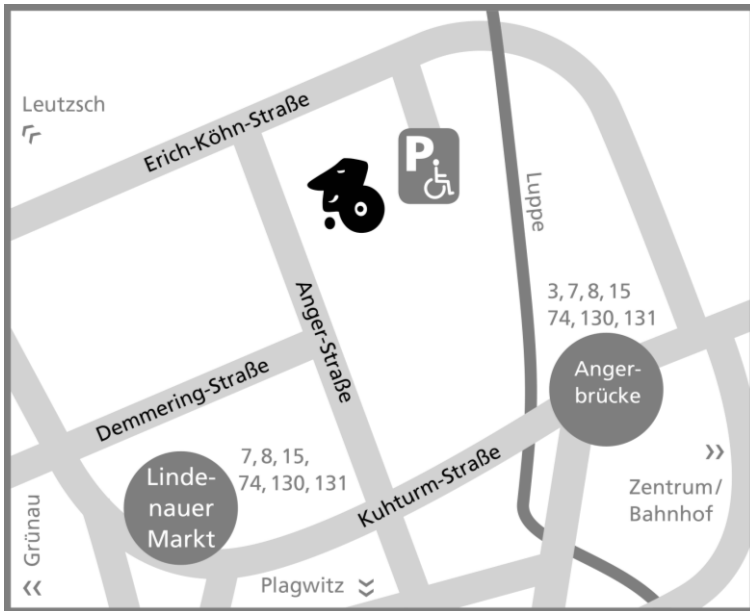 Leutzsch
Erich-Köhn-Straße
P
Luppe
Anger-Straße
3, 7, 8, 15
74, 130, 131
Anger-
brücke
Demmering-Straße
7, 8, 15,
74, 130, 131
Kuhturm-Straße
Linde-
nauer
Markt
Zentrum/
Bahnhof
Grünau
Plagwitz